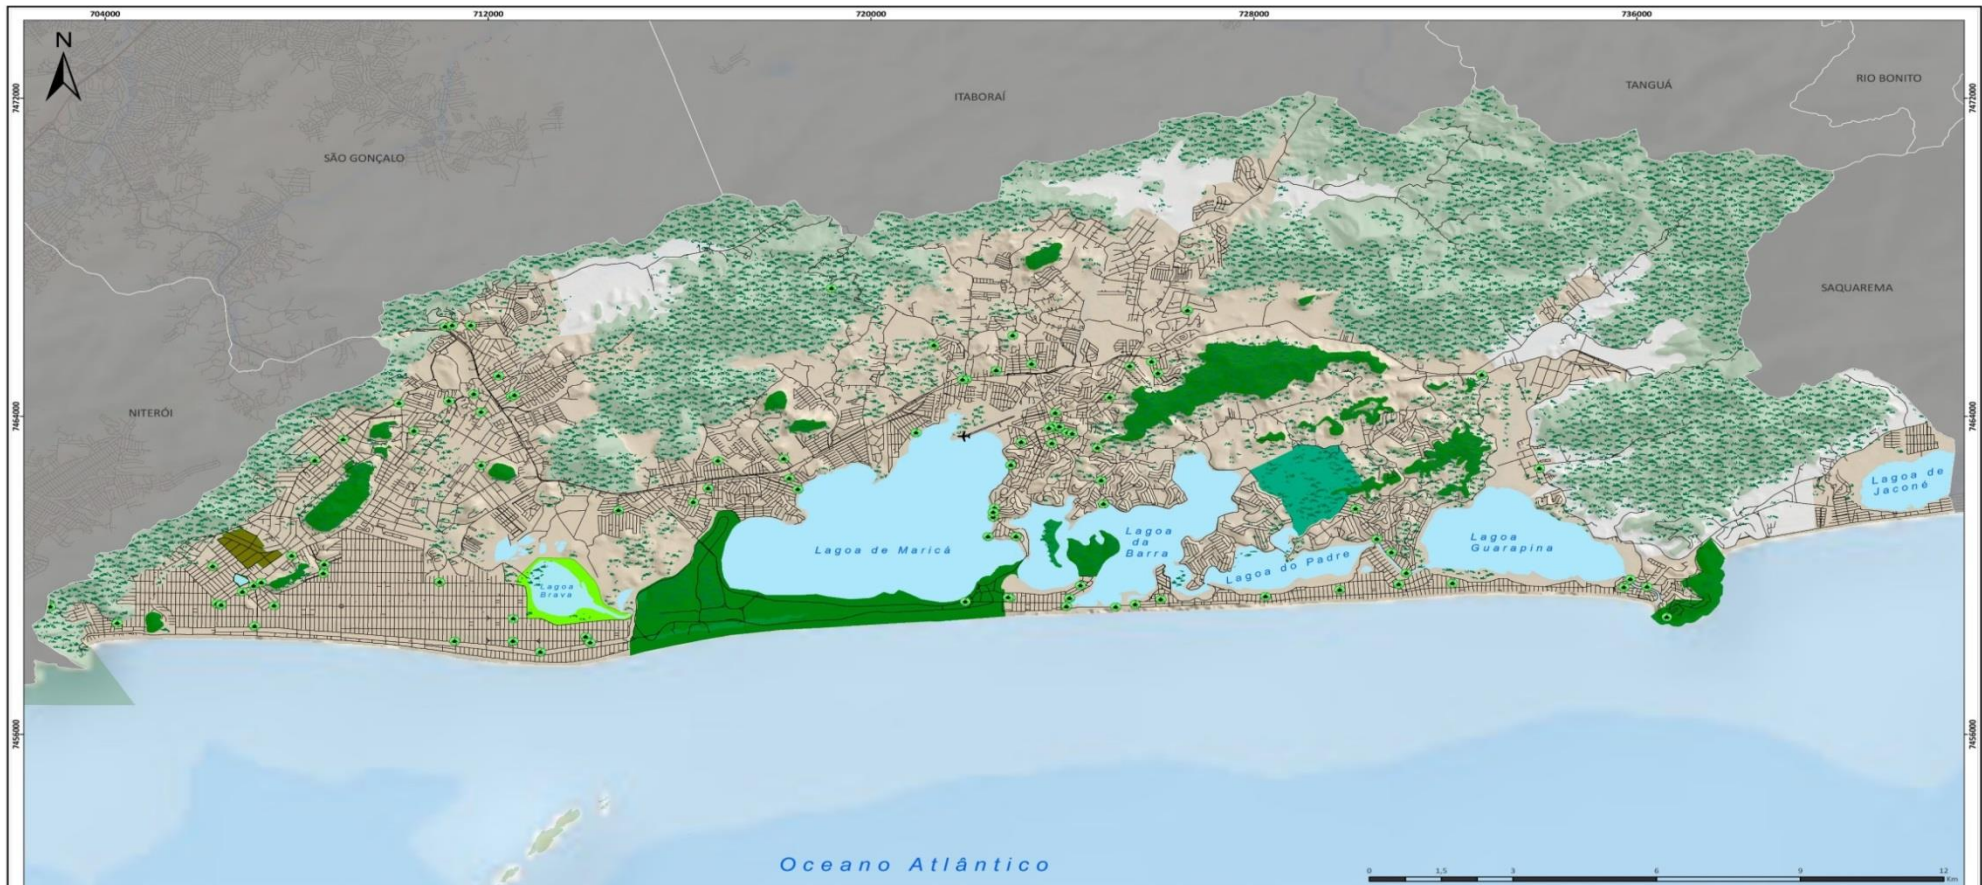 704000
712000
720000
728000
736000
N
7472000
7472000
ITABORAÍ
TANGUÁ
RIO BONITO
SÃO GONÇALO
SAQUAREMA
NITERÓI
7464000
7464000
Lagoa de
Jaconé
Lagoa de Maricá
Lagoa
da
Barra
Lagoa
Guarapina
Lagoa do Padre
Lagoa
Brava
7456000
7456000
Oceano Atlântico
0
1,5
3
6
9
12
Km